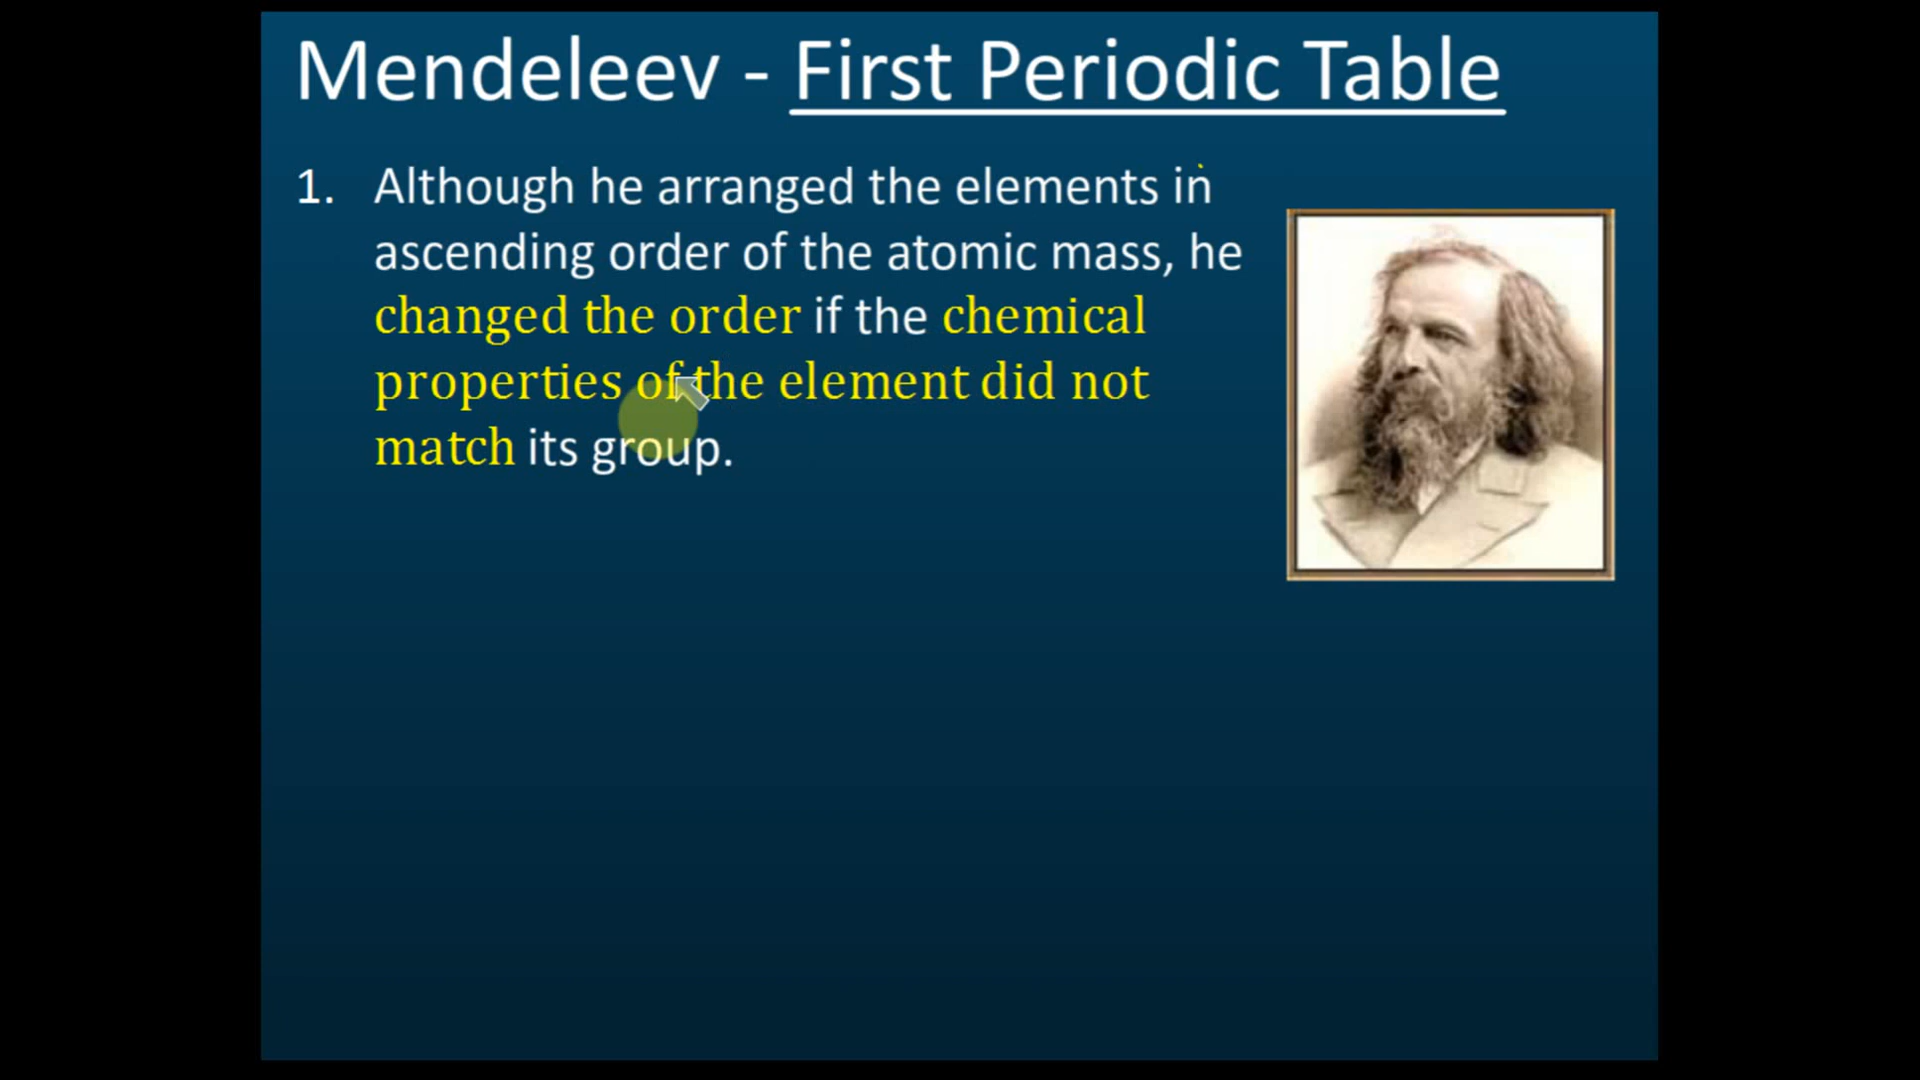 Mendeleev - First Periodic Table
1. Although he arranged the elements in
ascending order of the atomic mass, he
changed the order if the chemical
properties of the element did not
match its group.